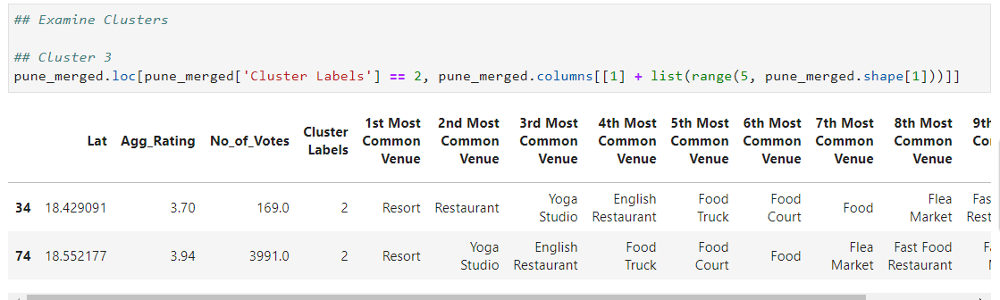 ## Examine Clusters
## Cluster 3
pune_merged.loc[pune_merged['Cluster Labels'] == 2, pune_merged.columns[[1] + list(range(5, pune_merged.shape[1]))]]
Lat Agg_Rating No_of_Votes Cluster Labels 1st Most Common Venue 2nd Most Common Venue 3rd Most Common Venue 4th Most Common Venue 5th Most Common Venue 6th Most Common Venue 7th Most Common Venue 8th Most Common Venue 9th
34 18.429091 3.70 169.0 2 Resort Restaurant Yoga Studio English Restaurant Food Truck Food Court Food Flea Market
74 18.552177 3.94 3991.0 2 Resort Yoga Studio English Restaurant Food Truck Food Court Food Flea Market Fast Food Restaurant